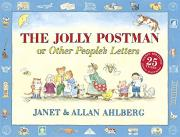 THE JOLLY POSTMAN
or Other People's Letters
25
JANET & ALLAN AHLBERG